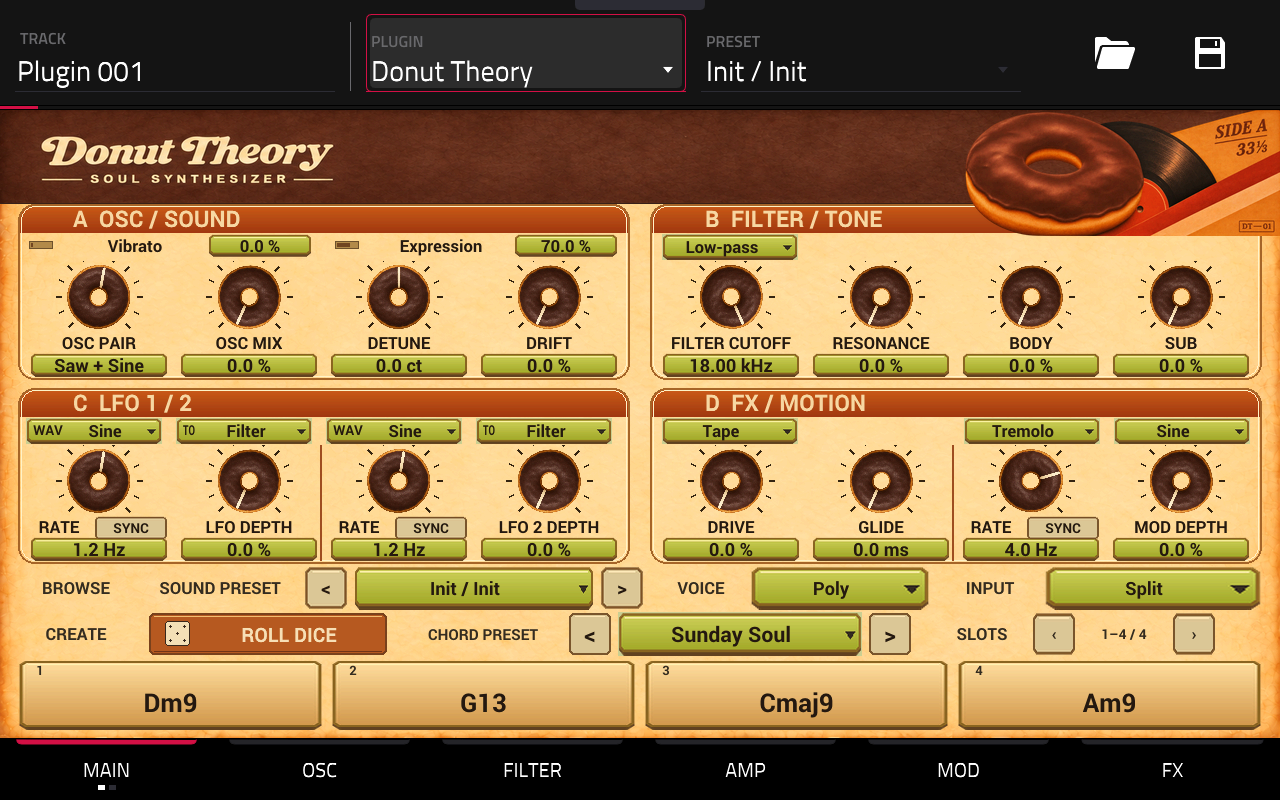 TRACK
Plugin 001
PLUGIN
Donut Theory
PRESET
Init / Init
Donut Theory
SOUL SYNTHESIZER
SIDE A
33⅓
DT—01
A OSC / SOUND
Vibrato 0.0 % Expression 70.0 %
OSC PAIR OSC MIX DETUNE DRIFT
Saw + Sine 0.0 % 0.0 ct 0.0 %
B FILTER / TONE
Low-pass
FILTER CUTOFF RESONANCE BODY SUB
18.00 kHz 0.0 % 0.0 % 0.0 %
C LFO 1 / 2
WAV Sine TO Filter WAV Sine TO Filter
RATE SYNC LFO DEPTH RATE SYNC LFO 2 DEPTH
1.2 Hz 0.0 % 1.2 Hz 0.0 %
D FX / MOTION
Tape Tremolo Sine
DRIVE GLIDE RATE SYNC MOD DEPTH
0.0 % 0.0 ms 4.0 Hz 0.0 %
BROWSE SOUND PRESET < Init / Init > VOICE Poly INPUT Split
CREATE ROLL DICE CHORD PRESET < Sunday Soul > SLOTS ‹ 1–4 / 4 ›
1 Dm9
2 G13
3 Cmaj9
4 Am9
MAIN OSC FILTER AMP MOD FX